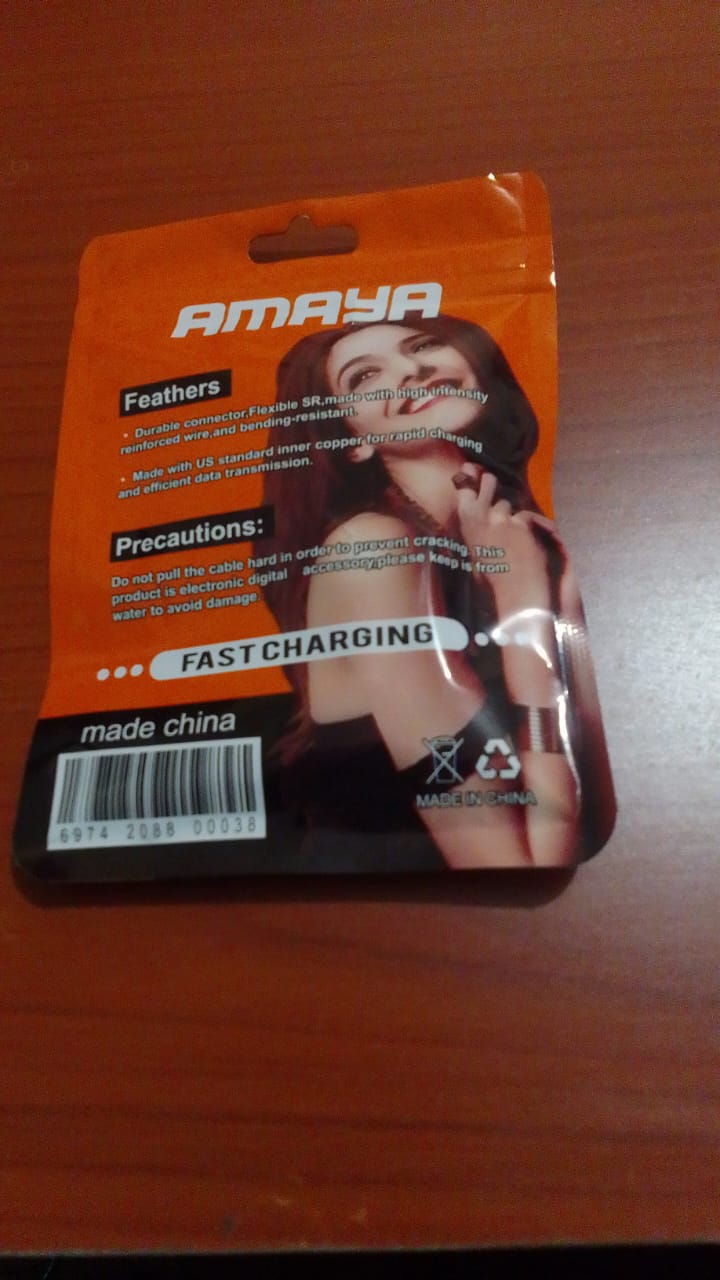 AMAYA
Feathers
• Durable connector,Flexible SR,made with high intensity
reinforced wire,and bending-resistant.
• Made with US standard inner copper for rapid charging
and efficient data transmission.
Precautions:
Do not pull the cable hard in order to prevent cracking. This
product is electronic digital accessory,please keep is from
water to avoid damage.
FAST CHARGING
made china
6974 2088 00038
MADE IN CHINA